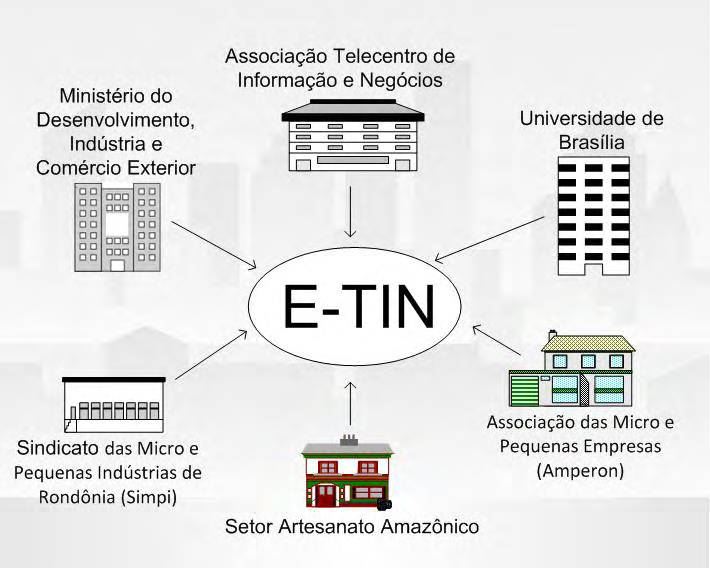 Associação Telecentro de
Informação e Negócios
Ministério do
Desenvolvimento,
Indústria e
Comércio Exterior
Universidade de
Brasília
E-TIN
Sindicato das Micro e
Pequenas Indústrias de
Rondônia (Simpi)
Associação das Micro e
Pequenas Empresas
(Amperon)
Setor Artesanato Amazônico